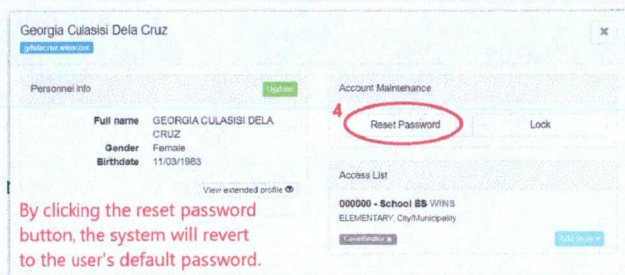 Georgia Culasisi Dela Cruz
Personnel Info
Update
Full name GEORGIA CULASISI DELA CRUZ
Gender Female
Birthdate 11/03/1983
View extended profile
By clicking the reset password
button, the system will revert
to the user's default password.
Account Maintenance
4
Reset Password Lock
Access List
000000 - School BS WINS
ELEMENTARY, City/Municipality
Coordinator x